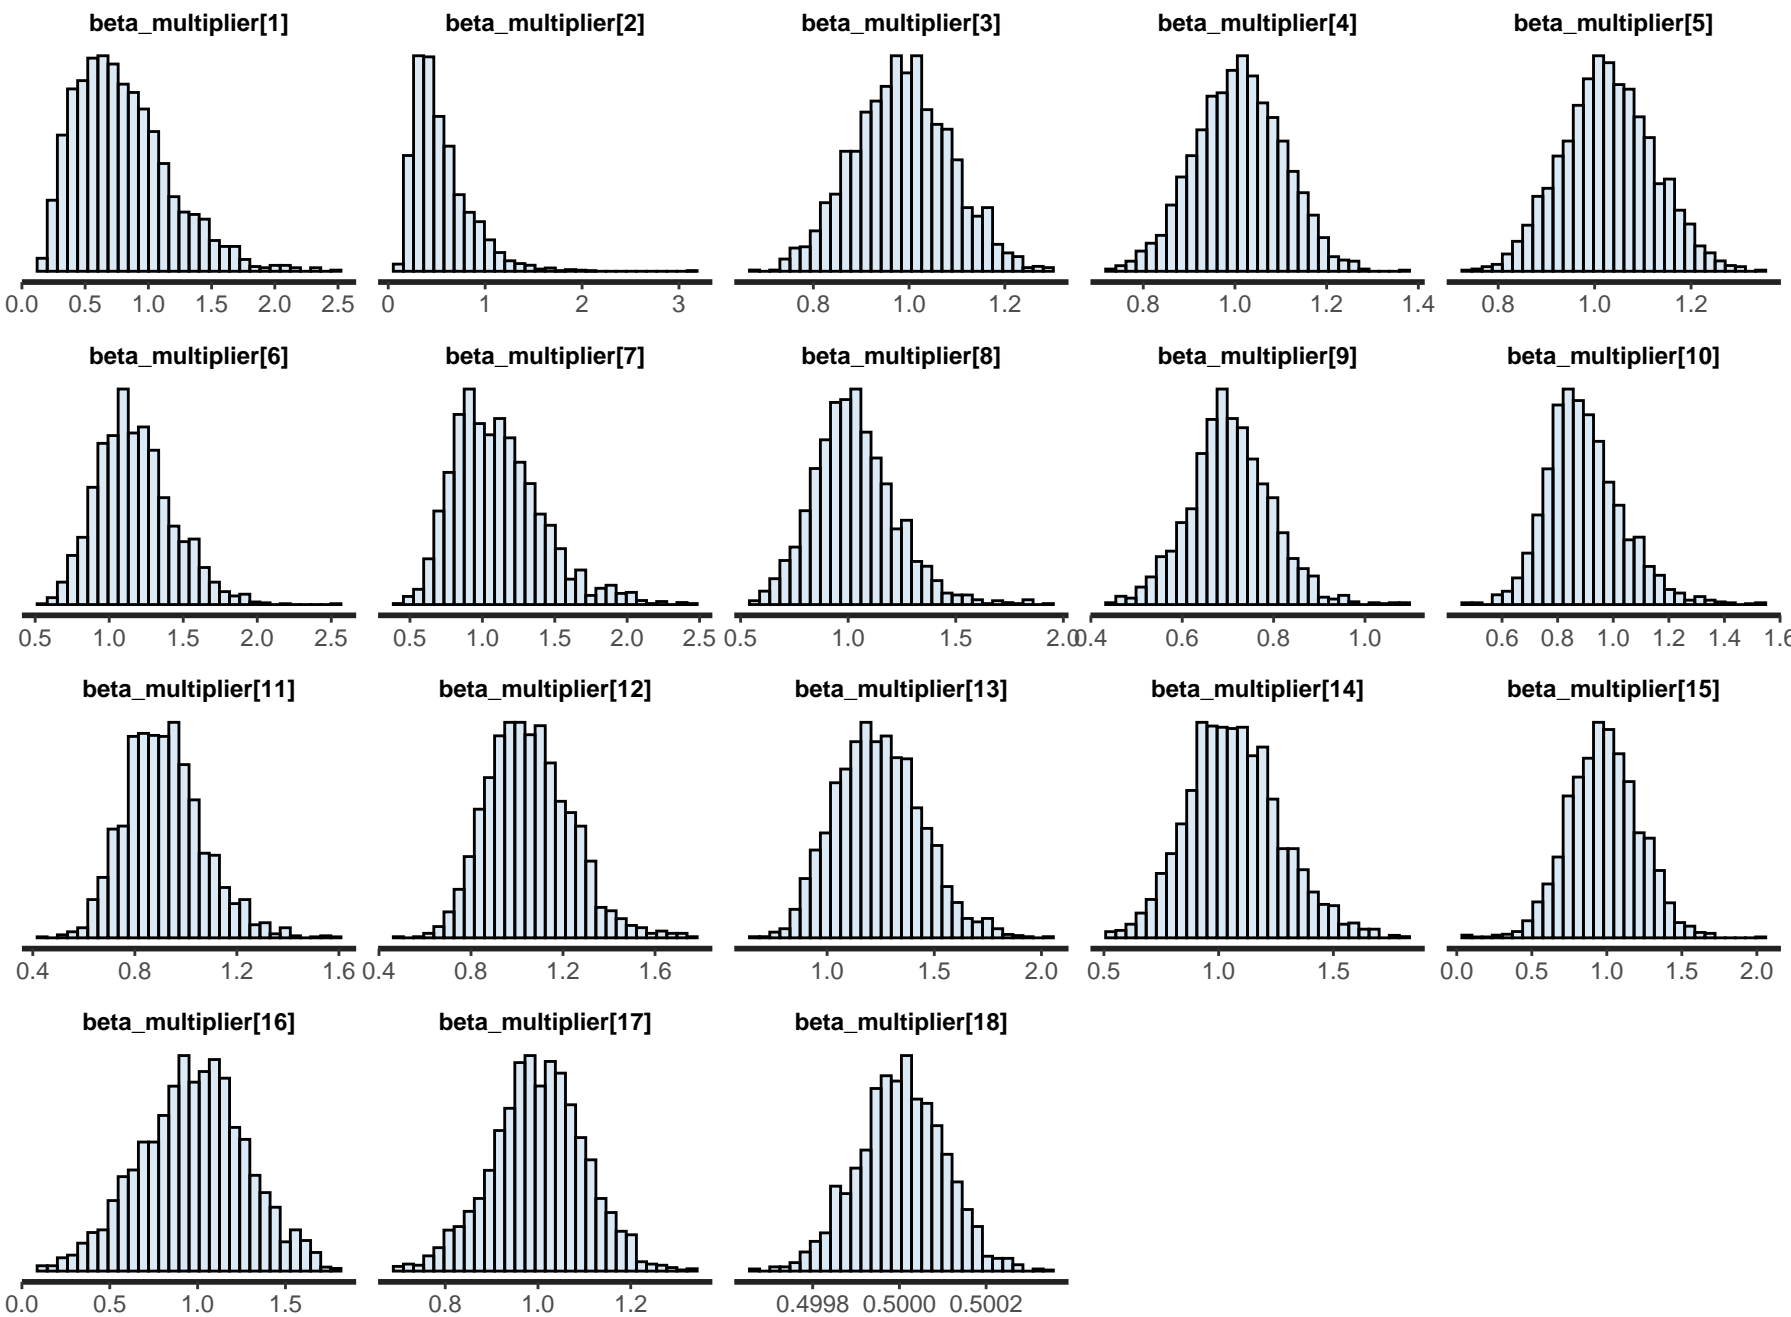 beta_multiplier[1] beta_multiplier[2] beta_multiplier[3] beta_multiplier[4] beta_multiplier[5]
0.0 0.5 1.0 1.5 2.0 2.5 0 1 2 3 0.8 1.0 1.2 0.8 1.0 1.2 1.4 0.8 1.0 1.2
beta_multiplier[6] beta_multiplier[7] beta_multiplier[8] beta_multiplier[9] beta_multiplier[10]
0.5 1.0 1.5 2.0 2.5 0.5 1.0 1.5 2.0 2.5 0.5 1.0 1.5 2.0 0.4 0.6 0.8 1.0 0.6 0.8 1.0 1.2 1.4 1.6
beta_multiplier[11] beta_multiplier[12] beta_multiplier[13] beta_multiplier[14] beta_multiplier[15]
0.4 0.8 1.2 1.6 0.4 0.8 1.2 1.6 1.0 1.5 2.0 0.5 1.0 1.5 0.0 0.5 1.0 1.5 2.0
beta_multiplier[16] beta_multiplier[17] beta_multiplier[18]
0.0 0.5 1.0 1.5 0.8 1.0 1.2 0.4998 0.5000 0.5002